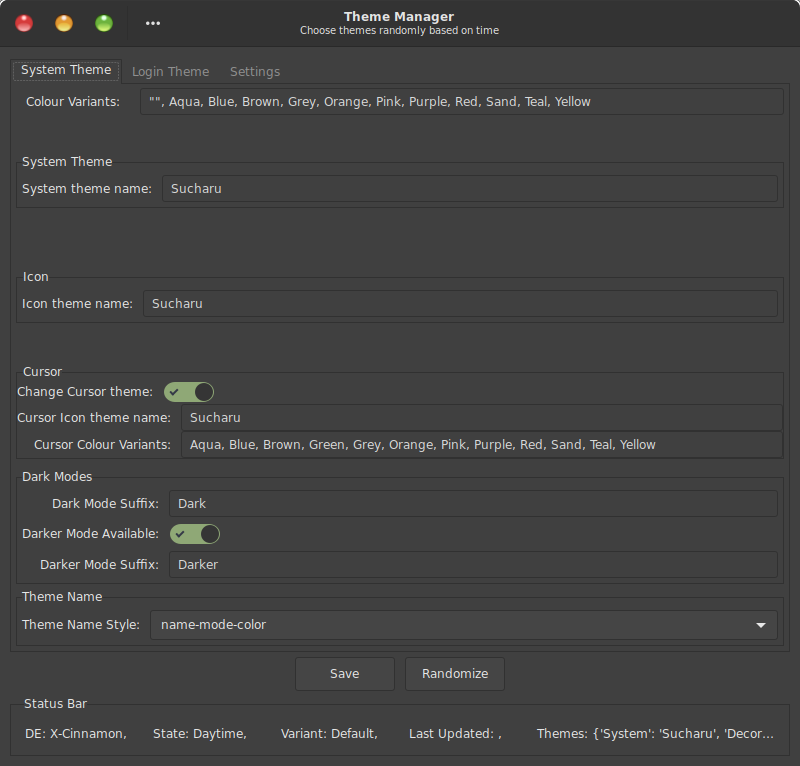 Theme Manager
Choose themes randomly based on time
System Theme Login Theme Settings
Colour Variants: "", Aqua, Blue, Brown, Grey, Orange, Pink, Purple, Red, Sand, Teal, Yellow
System Theme
System theme name: Sucharu
Icon
Icon theme name: Sucharu
Cursor
Change Cursor theme:
Cursor Icon theme name: Sucharu
Cursor Colour Variants: Aqua, Blue, Brown, Green, Grey, Orange, Pink, Purple, Red, Sand, Teal, Yellow
Dark Modes
Dark Mode Suffix: Dark
Darker Mode Available:
Darker Mode Suffix: Darker
Theme Name
Theme Name Style: name-mode-color
Save Randomize
Status Bar
DE: X-Cinnamon, State: Daytime, Variant: Default, Last Updated: , Themes: {'System': 'Sucharu', 'Decor...